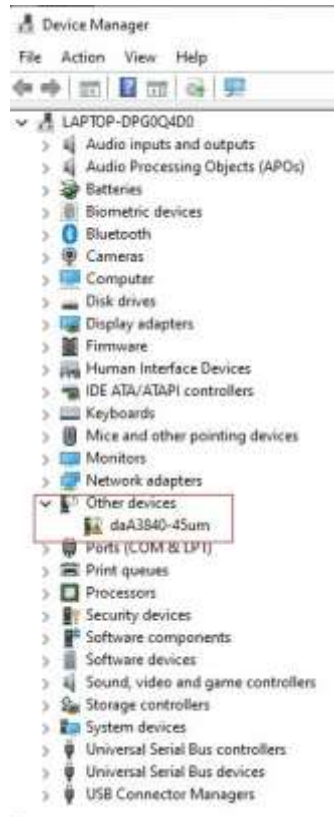 Device Manager
File Action View Help
LAPTOP-DPG0Q4D0
Audio inputs and outputs
Audio Processing Objects (APOs)
Batteries
Biometric devices
Bluetooth
Cameras
Computer
Disk drives
Display adapters
Firmware
Human Interface Devices
IDE ATA/ATAPI controllers
Keyboards
Mice and other pointing devices
Monitors
Network adapters
Other devices
daA3840-45um
Ports (COM & LPT)
Print queues
Processors
Security devices
Software components
Software devices
Sound, video and game controllers
Storage controllers
System devices
Universal Serial Bus controllers
Universal Serial Bus devices
USB Connector Managers